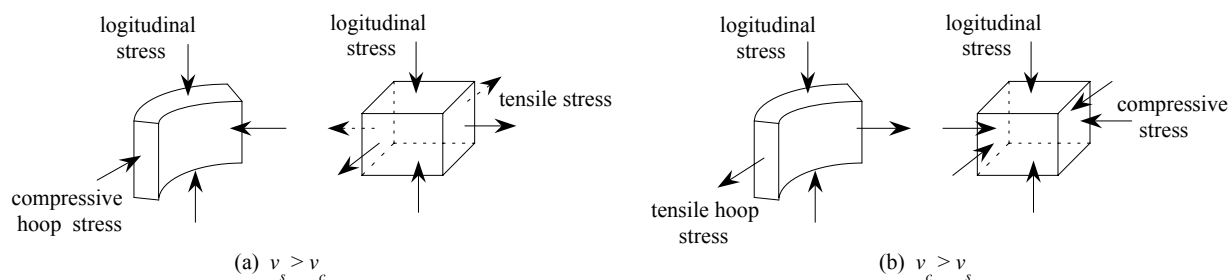 logitudinal
stress
logitudinal
stress
tensile stress
compressive
hoop stress
(a) v_s > v_c
logitudinal
stress
logitudinal
stress
compressive
stress
tensile hoop
stress
(b) v_c > v_s